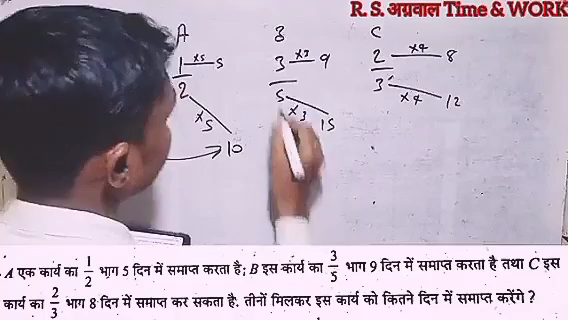 R. S. अग्रवाल Time & WORK
A B C
1 ×5 5 3 ×3 9 2 ×4 8
2 5 3
×5 ×3 ×4
10 15 12
A एक कार्य का 1/2 भाग 5 दिन में समाप्त करता है; B इस कार्य का 3/5 भाग 9 दिन में समाप्त करता है तथा C इस
कार्य का 2/3 भाग 8 दिन में समाप्त कर सकता है. तीनों मिलकर इस कार्य को कितने दिन में समाप्त करेंगे ?